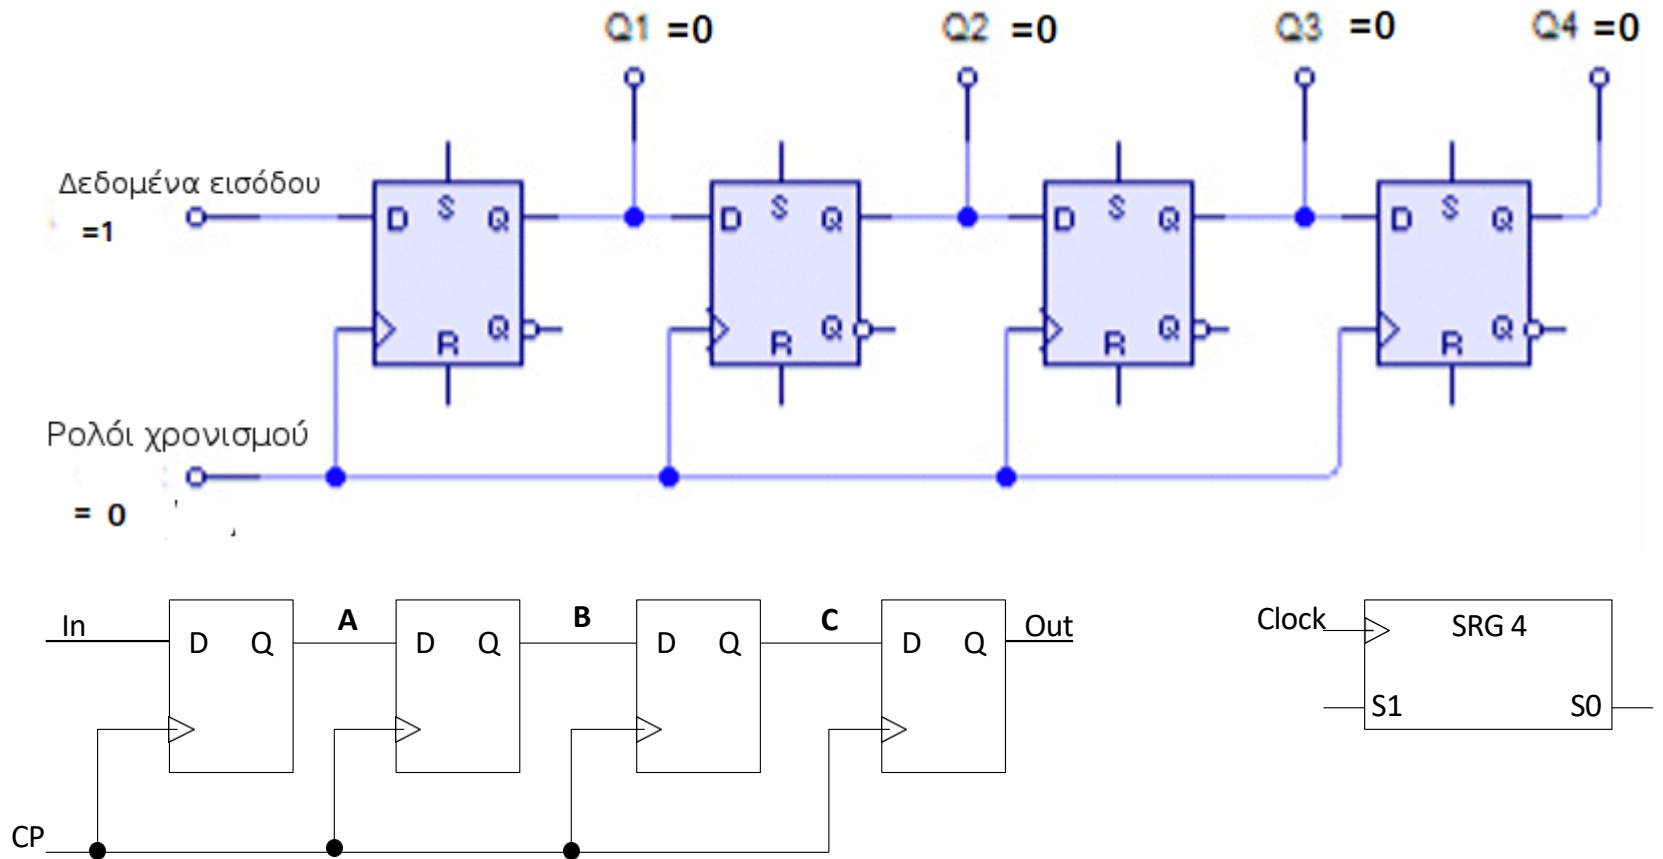 Q1 =0 Q2 =0 Q3 =0 Q4 =0
Δεδομένα εισόδου
=1
D S Q D S Q D S Q D S Q
R Q R Q R Q R Q
Ρολόι χρονισμού
= 0
In A B C Out
D Q D Q D Q D Q
CP
Clock SRG 4
S1 S0